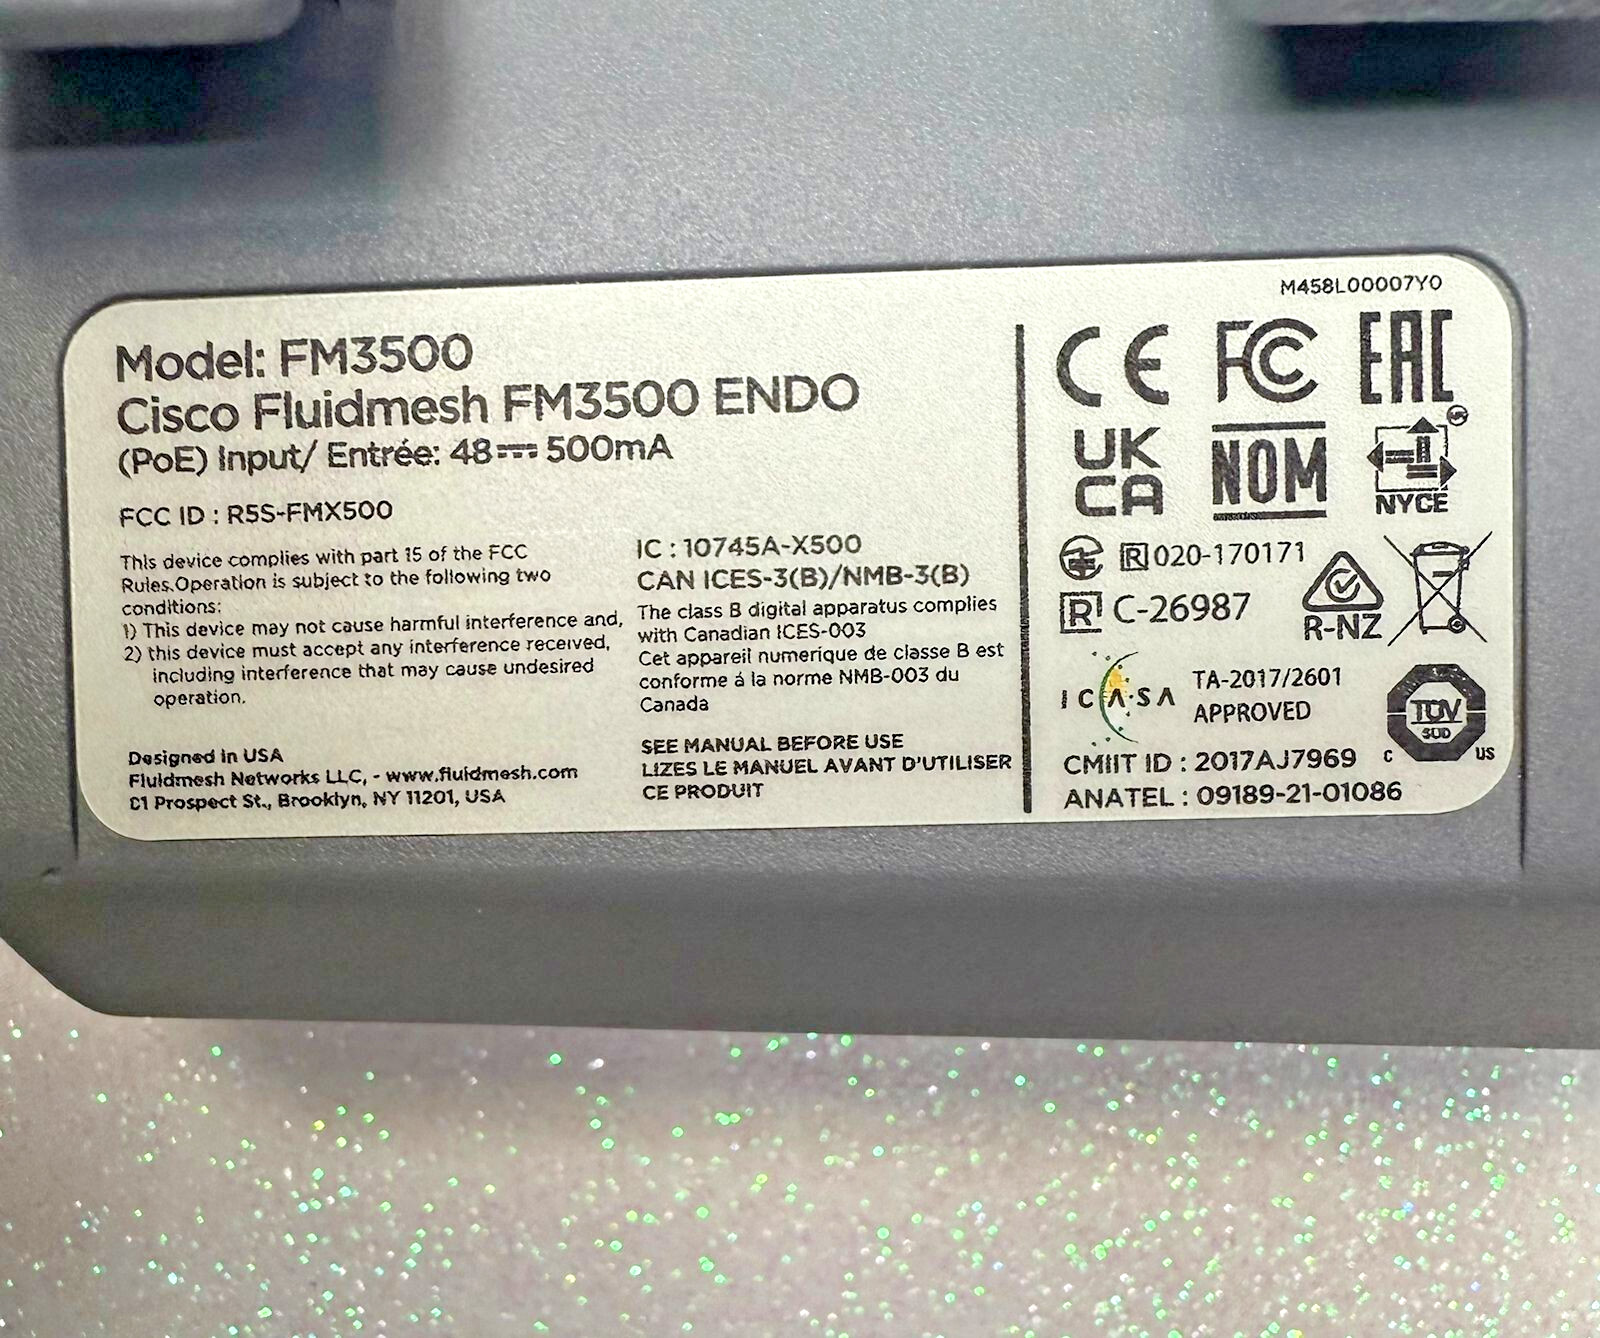 M458L00007Y0
Model: FM3500
Cisco Fluidmesh FM3500 ENDO
(PoE) Input/ Entrée: 48⎓ 500mA
FCC ID : R5S-FMX500
This device complies with part 15 of the FCC
Rules.Operation is subject to the following two
conditions:
1) This device may not cause harmful interference and,
2) this device must accept any interference received,
including interference that may cause undesired
operation.
Designed in USA
Fluidmesh Networks LLC, - www.fluidmesh.com
81 Prospect St., Brooklyn, NY 11201, USA
IC : 10745A-X500
CAN ICES-3(B)/NMB-3(B)
The class B digital apparatus complies
with Canadian ICES-003
Cet appareil numerique de classe B est
conforme á la norme NMB-003 du
Canada
SEE MANUAL BEFORE USE
LIZES LE MANUEL AVANT D'UTILISER
CE PRODUIT
CE FC EAC
UK
CA
NOM
NYCE
R 020-170171
R C-26987
R-NZ
ICASA
TA-2017/2601
APPROVED
TÜV
SÜD
C US
CMIIT ID : 2017AJ7969
ANATEL : 09189-21-01086